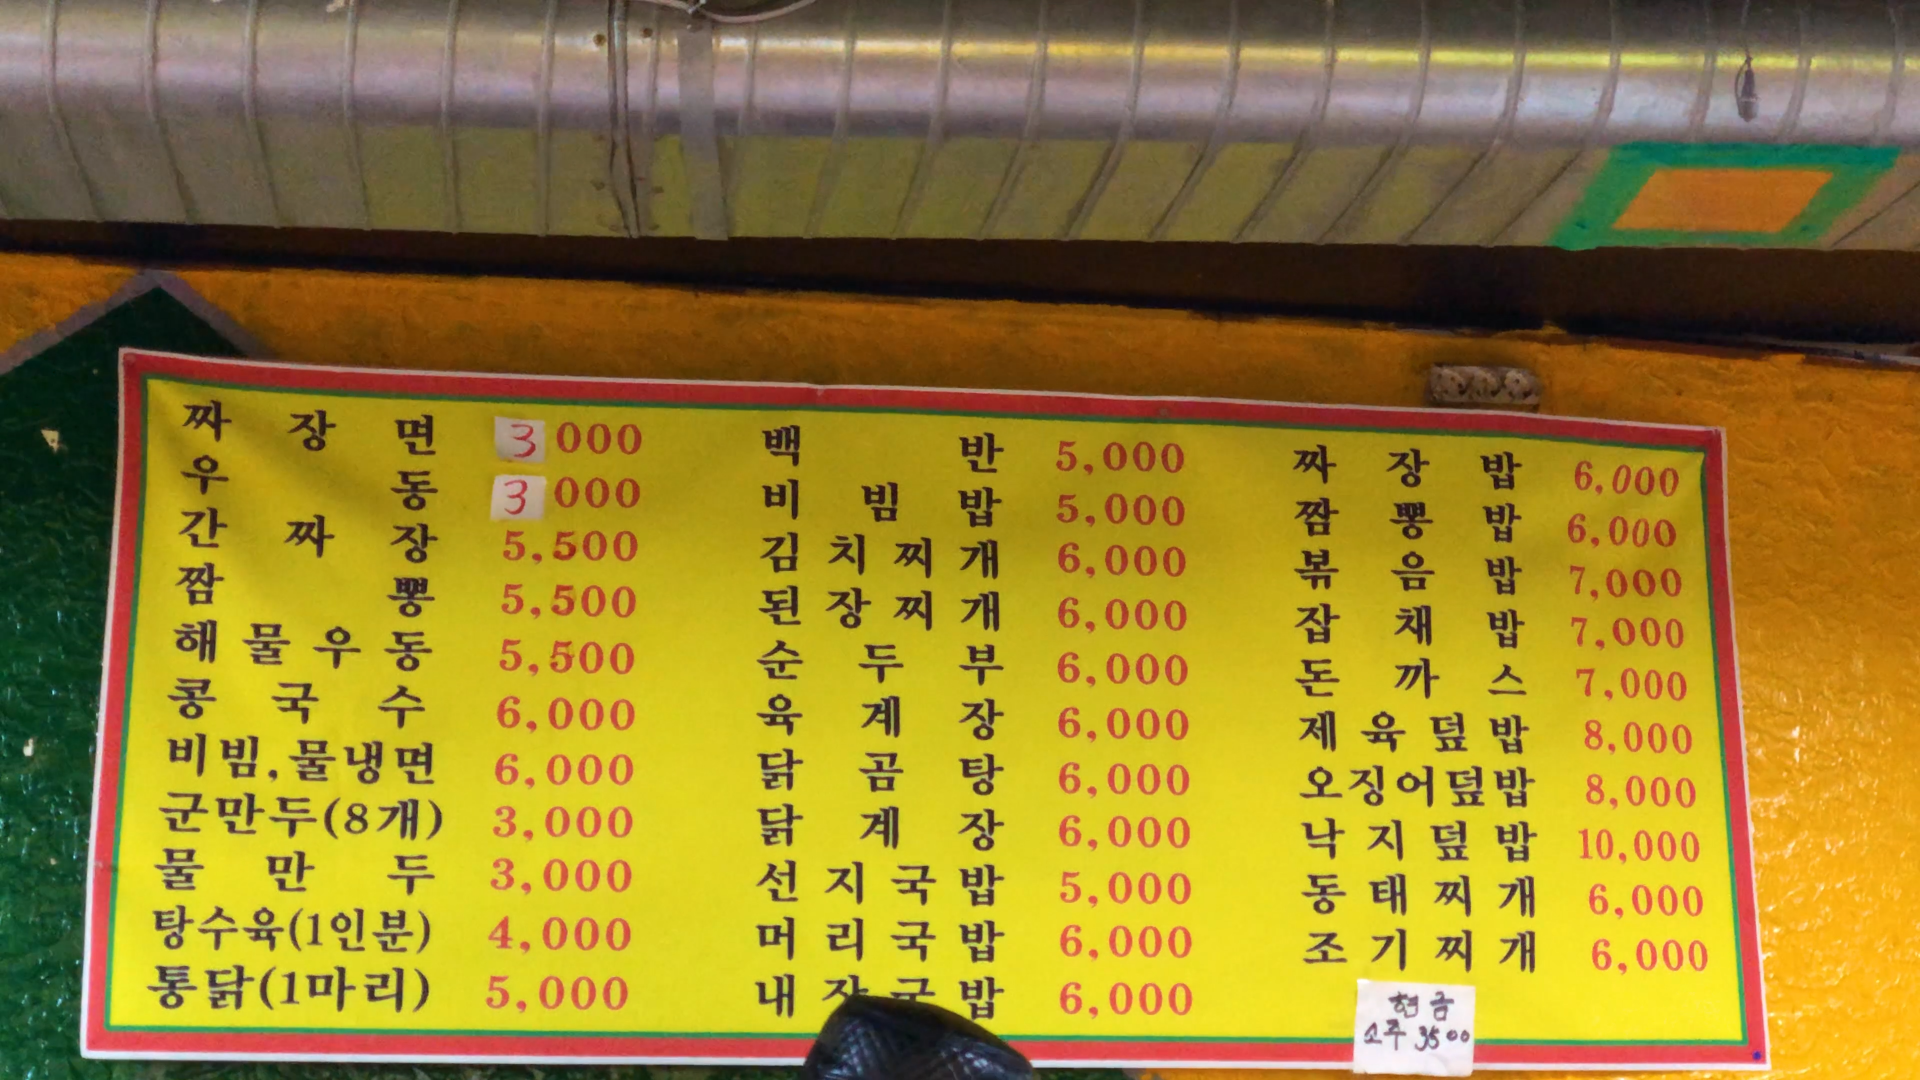 짜장면 3000
우동 3000
간짜장 5,500
짬뽕 5,500
해물우동 5,500
콩국수 6,000
비빔,물냉면 6,000
군만두(8개) 3,000
물만두 3,000
탕수육(1인분) 4,000
통닭(1마리) 5,000
백반 5,000
비빔밥 5,000
김치찌개 6,000
된장찌개 6,000
순두부 6,000
육계장 6,000
닭곰탕 6,000
닭계장 6,000
선지국밥 5,000
머리국밥 6,000
내장국밥 6,000
짜장밥 6,000
짬뽕밥 6,000
볶음밥 7,000
잡채밥 7,000
돈까스 7,000
제육덮밥 8,000
오징어덮밥 8,000
낙지덮밥 10,000
동태찌개 6,000
조기찌개 6,000
현금
소주 3500